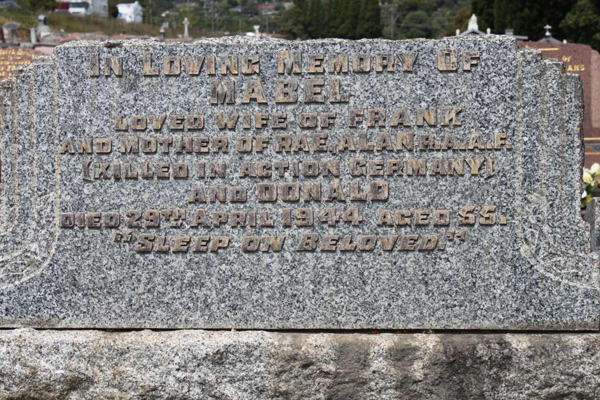 In Loving Memory Of
Mabel
Loved Wife of Frank
and Mother of Rae, Alan R.A.A.F.
(Killed in Action Germany)
and Donald
Died 29th April 1944 Aged 55.
"Sleep on Beloved."